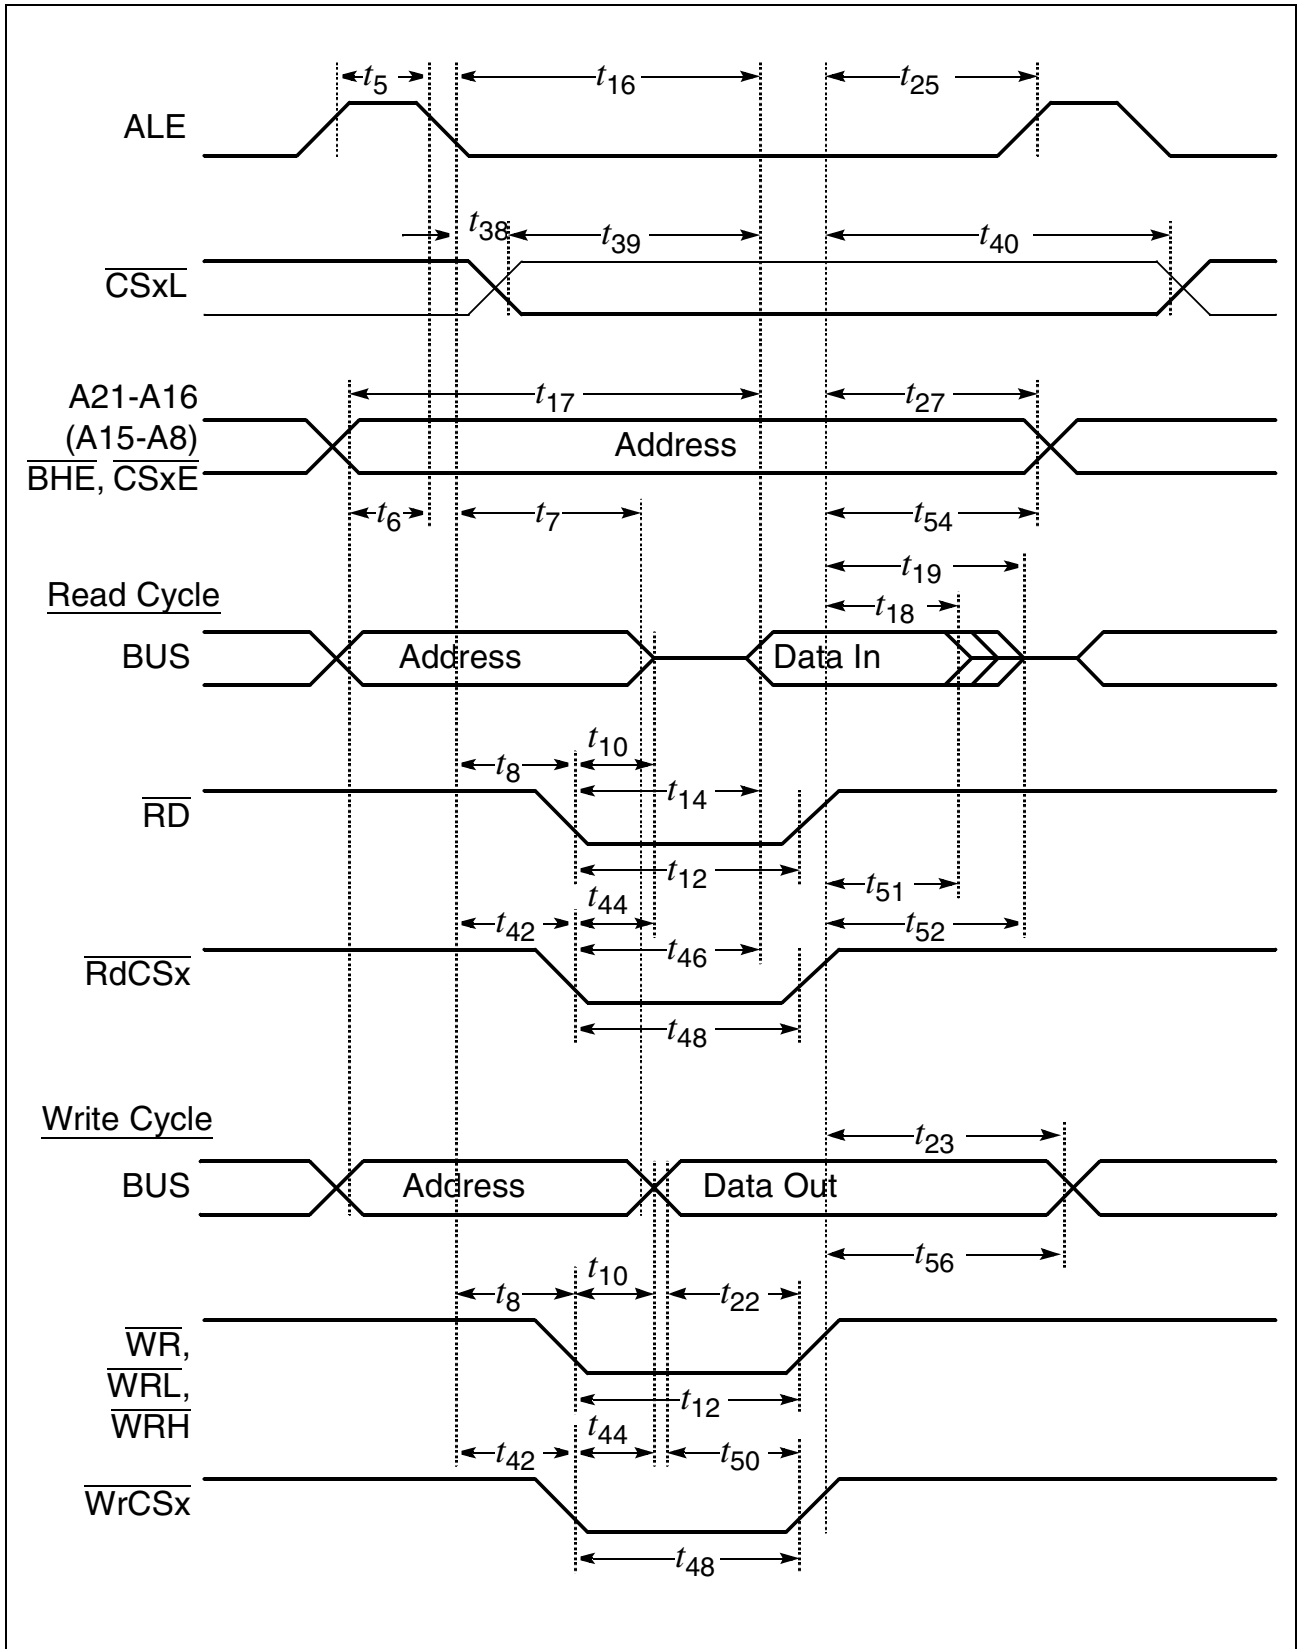 t5 t16 t25
ALE
t38 t39 t40
CSxL
A21-A16 t17 t27
(A15-A8) Address
BHE, CSxE
t6 t7 t54
t19
Read Cycle
t18
BUS Address Data In
t10
t8 t14
RD
t12 t51
t44
t42 t46 t52
RdCSx
t48
Write Cycle
t23
BUS Address Data Out
t56
t10
t8 t22
WR,
WRL,
t12
WRH
t44
t42 t50
WrCSx
t48